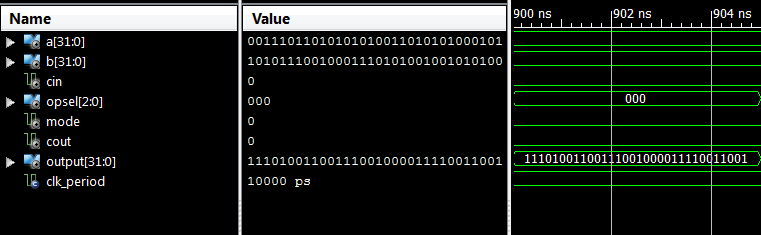 Name Value 900 ns 902 ns 904 ns
a[31:0] 00111011010101010011010101000101
b[31:0] 10101110010001110101001001010100
cin 0
opsel[2:0] 000 000
mode 0
cout 0
output[31:0] 11101001100111001000011110011001 11101001100111001000011110011001
clk_period 10000 ps